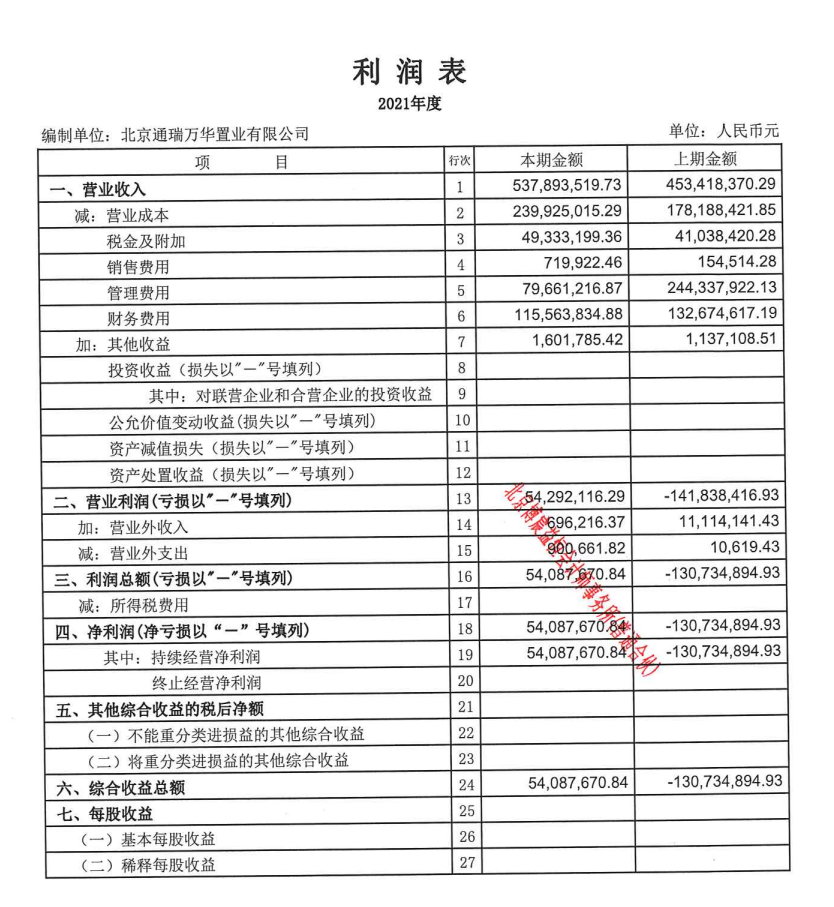 利 润 表
2021年度
编制单位：北京通瑞万华置业有限公司 单位：人民币元
项 目 行次 本期金额 上期金额
一、营业收入 1 537,893,519.73 453,418,370.29
减：营业成本 2 239,925,015.29 178,188,421.85
税金及附加 3 49,333,199.36 41,038,420.28
销售费用 4 719,922.46 154,514.28
管理费用 5 79,661,216.87 244,337,922.13
财务费用 6 115,563,834.88 132,674,617.19
加：其他收益 7 1,601,785.42 1,137,108.51
投资收益（损失以"－"号填列） 8
其中：对联营企业和合营企业的投资收益 9
公允价值变动收益(损失以"－"号填列) 10
资产减值损失（损失以"－"号填列） 11
资产处置收益（损失以"－"号填列） 12
二、营业利润(亏损以"－"号填列) 13 54,292,116.29 -141,838,416.93
加：营业外收入 14 696,216.37 11,114,141.43
减：营业外支出 15 900,661.82 10,619.43
三、利润总额(亏损以"－"号填列) 16 54,087,670.84 -130,734,894.93
减：所得税费用 17
四、净利润(净亏损以“－”号填列) 18 54,087,670.84 -130,734,894.93
其中：持续经营净利润 19 54,087,670.84 -130,734,894.93
终止经营净利润 20
五、其他综合收益的税后净额 21
（一）不能重分类进损益的其他综合收益 22
（二）将重分类进损益的其他综合收益 23
六、综合收益总额 24 54,087,670.84 -130,734,894.93
七、每股收益 25
（一）基本每股收益 26
（二）稀释每股收益 27